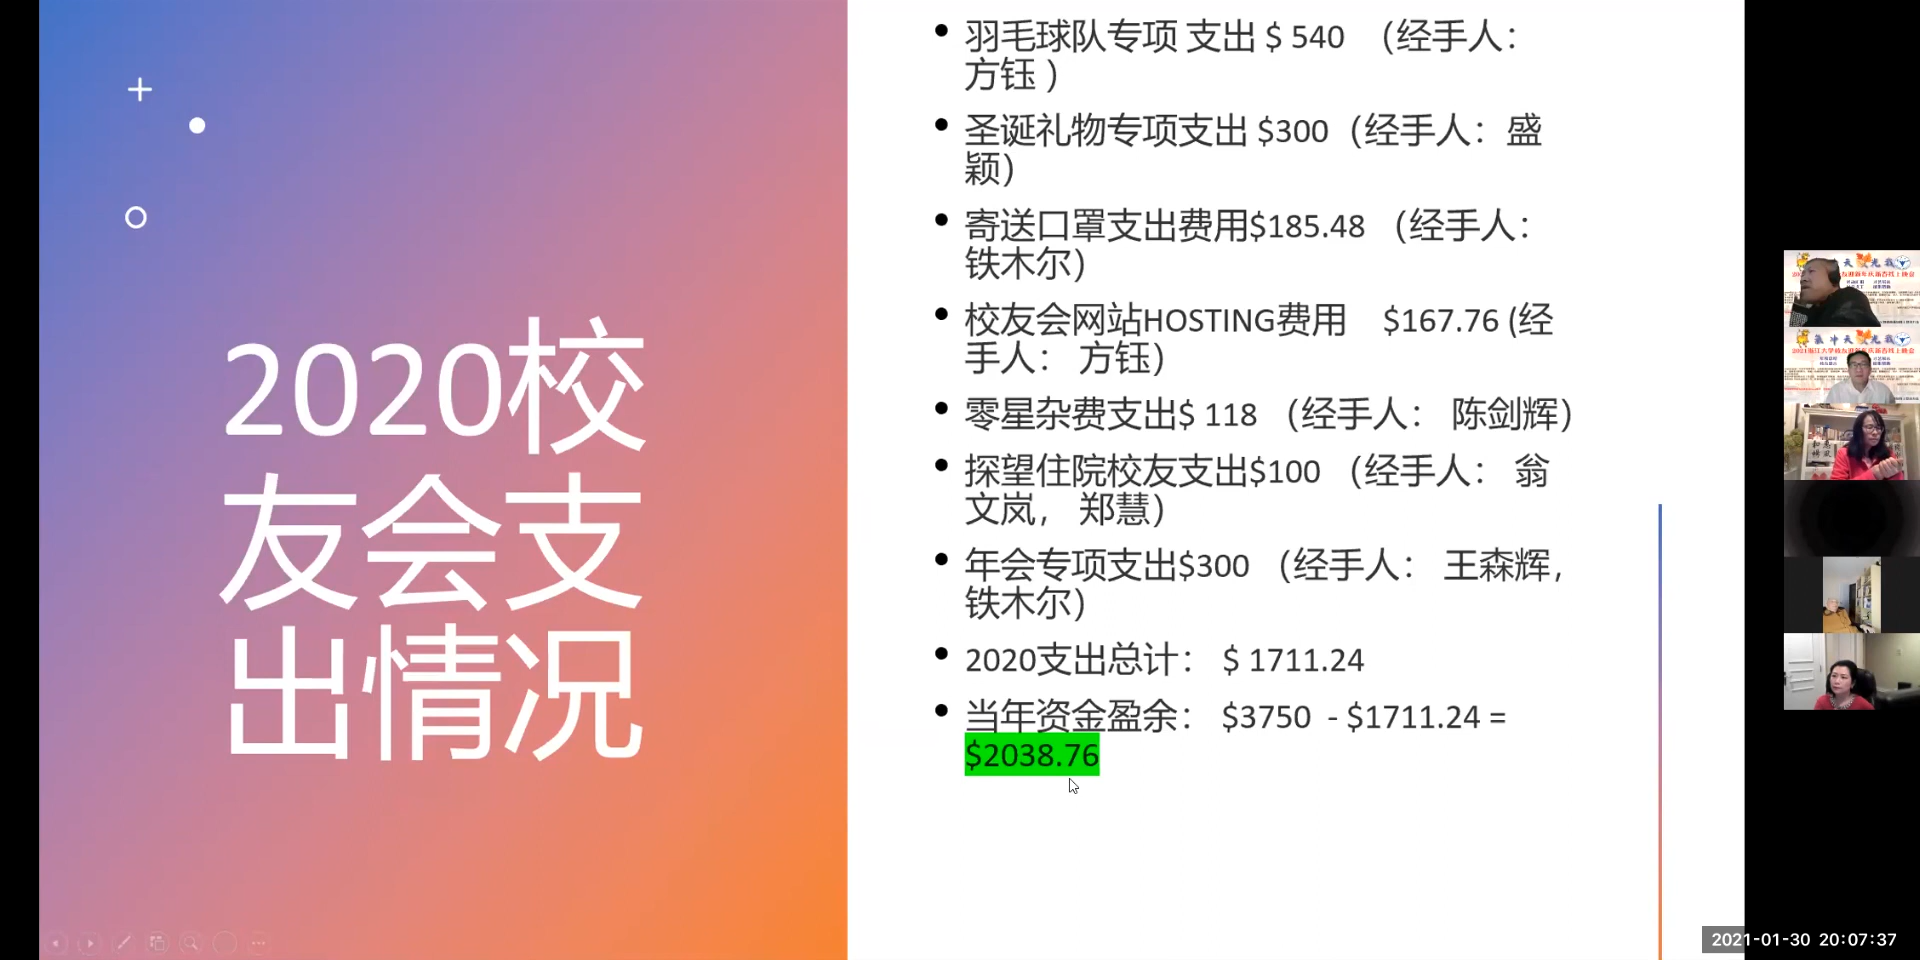 2020校
友会支
出情况
羽毛球队专项 支出 $ 540 （经手人：
方钰 ）
圣诞礼物专项支出 $300（经手人：盛
颖）
寄送口罩支出费用$185.48 （经手人：
铁木尔）
校友会网站HOSTING费用 $167.76 (经
手人： 方钰）
零星杂费支出$ 118 （经手人： 陈剑辉）
探望住院校友支出$100 （经手人： 翁
文岚， 郑慧）
年会专项支出$300 （经手人： 王森辉，
铁木尔）
2020支出总计： $ 1711.24
当年资金盈余： $3750 - $1711.24 =
$2038.76
2021-01-30 20:07:37